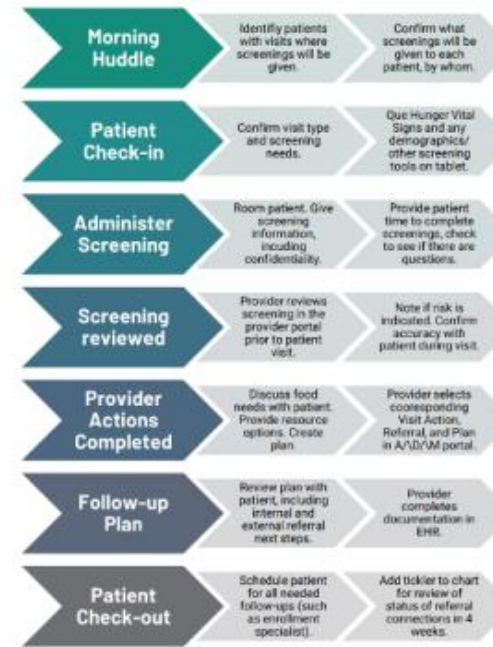 Morning
Huddle
Identifiy patients
with visits where
screenings will be
given.
Confirm what
screenings will be
given to each
patient, by whom.
Patient
Check-in
Confirm visit type
and screening
needs.
Que Hunger Vital
Signs and any
demographics/
other screening
tools on tablet.
Administer
Screening
Room patient. Give
screening
information,
incuding
confidentiality.
Provide patient
time to complete
screenings, check
to see if there are
questions.
Screening
reviewed
Provider reviews
screening in the
provider portal
prior to patient
visit.
Note if risk is
indicated. Confirm
accuracy with
patient during visit.
Provider
Actions
Completed
Discuss food
needs with patient.
Provide resource
options. Create
plan.
Provider selects
cooresponding
Visit Action,
Referral, and Plan
in A/\D/\M portal.
Follow-up
Plan
Review plan with
patient, including
internal and
external referral
next steps.
Provider
completes
documentation in
EHR.
Patient
Check-out
Schedule patient
for all needed
follow-ups (such
as enrollment
specialist).
Add tickler to chart
for review of
status of referral
connections in 4
weeks.